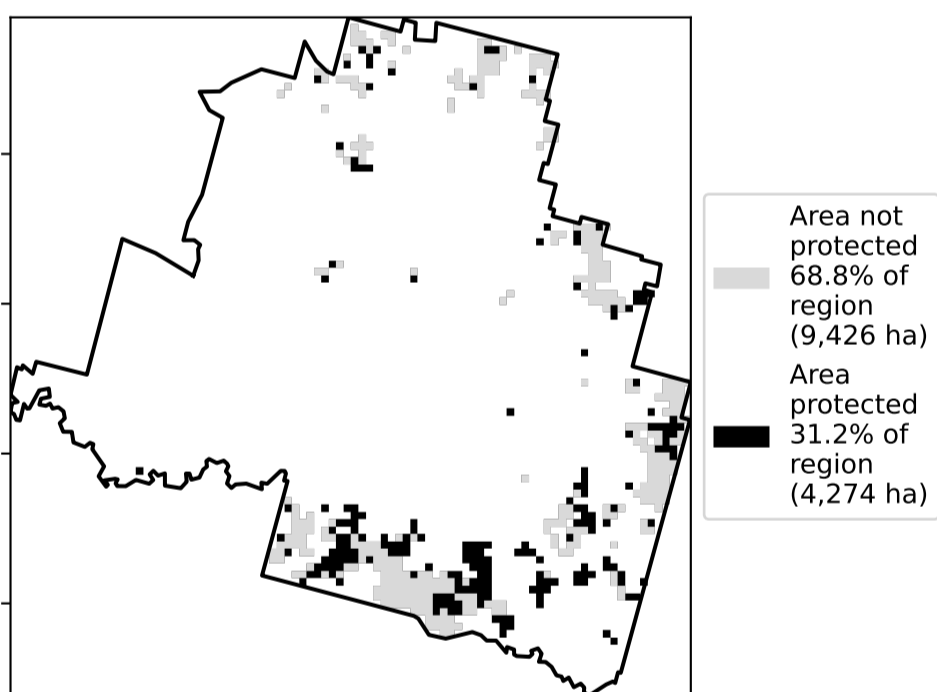 Area not
protected
68.8% of
region
(9,426 ha)
Area
protected
31.2% of
region
(4,274 ha)